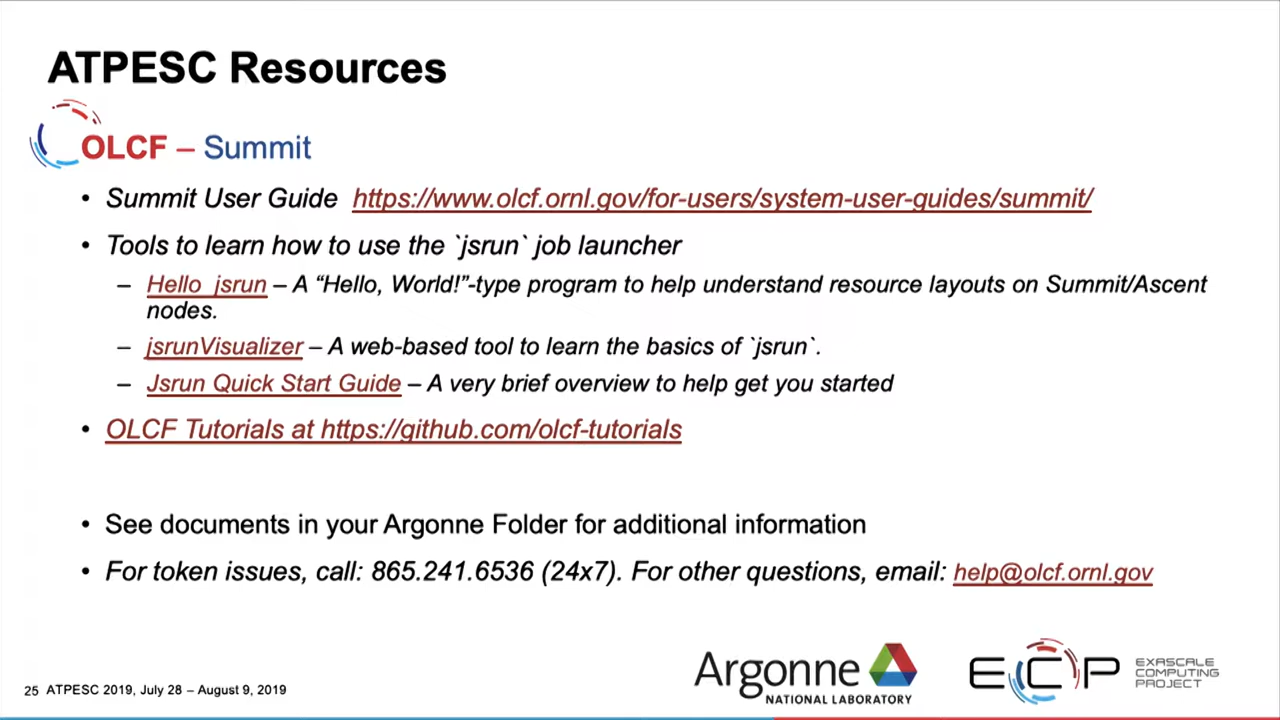 ATPESC Resources
OLCF – Summit
• Summit User Guide https://www.olcf.ornl.gov/for-users/system-user-guides/summit/
• Tools to learn how to use the `jsrun` job launcher
– Hello_jsrun – A “Hello, World!”-type program to help understand resource layouts on Summit/Ascent
nodes.
– jsrunVisualizer – A web-based tool to learn the basics of `jsrun`.
– Jsrun Quick Start Guide – A very brief overview to help get you started
• OLCF Tutorials at https://github.com/olcf-tutorials
• See documents in your Argonne Folder for additional information
• For token issues, call: 865.241.6536 (24x7). For other questions, email: help@olcf.ornl.gov
25 ATPESC 2019, July 28 – August 9, 2019
Argonne
NATIONAL LABORATORY
ECP
EXASCALE
COMPUTING
PROJECT